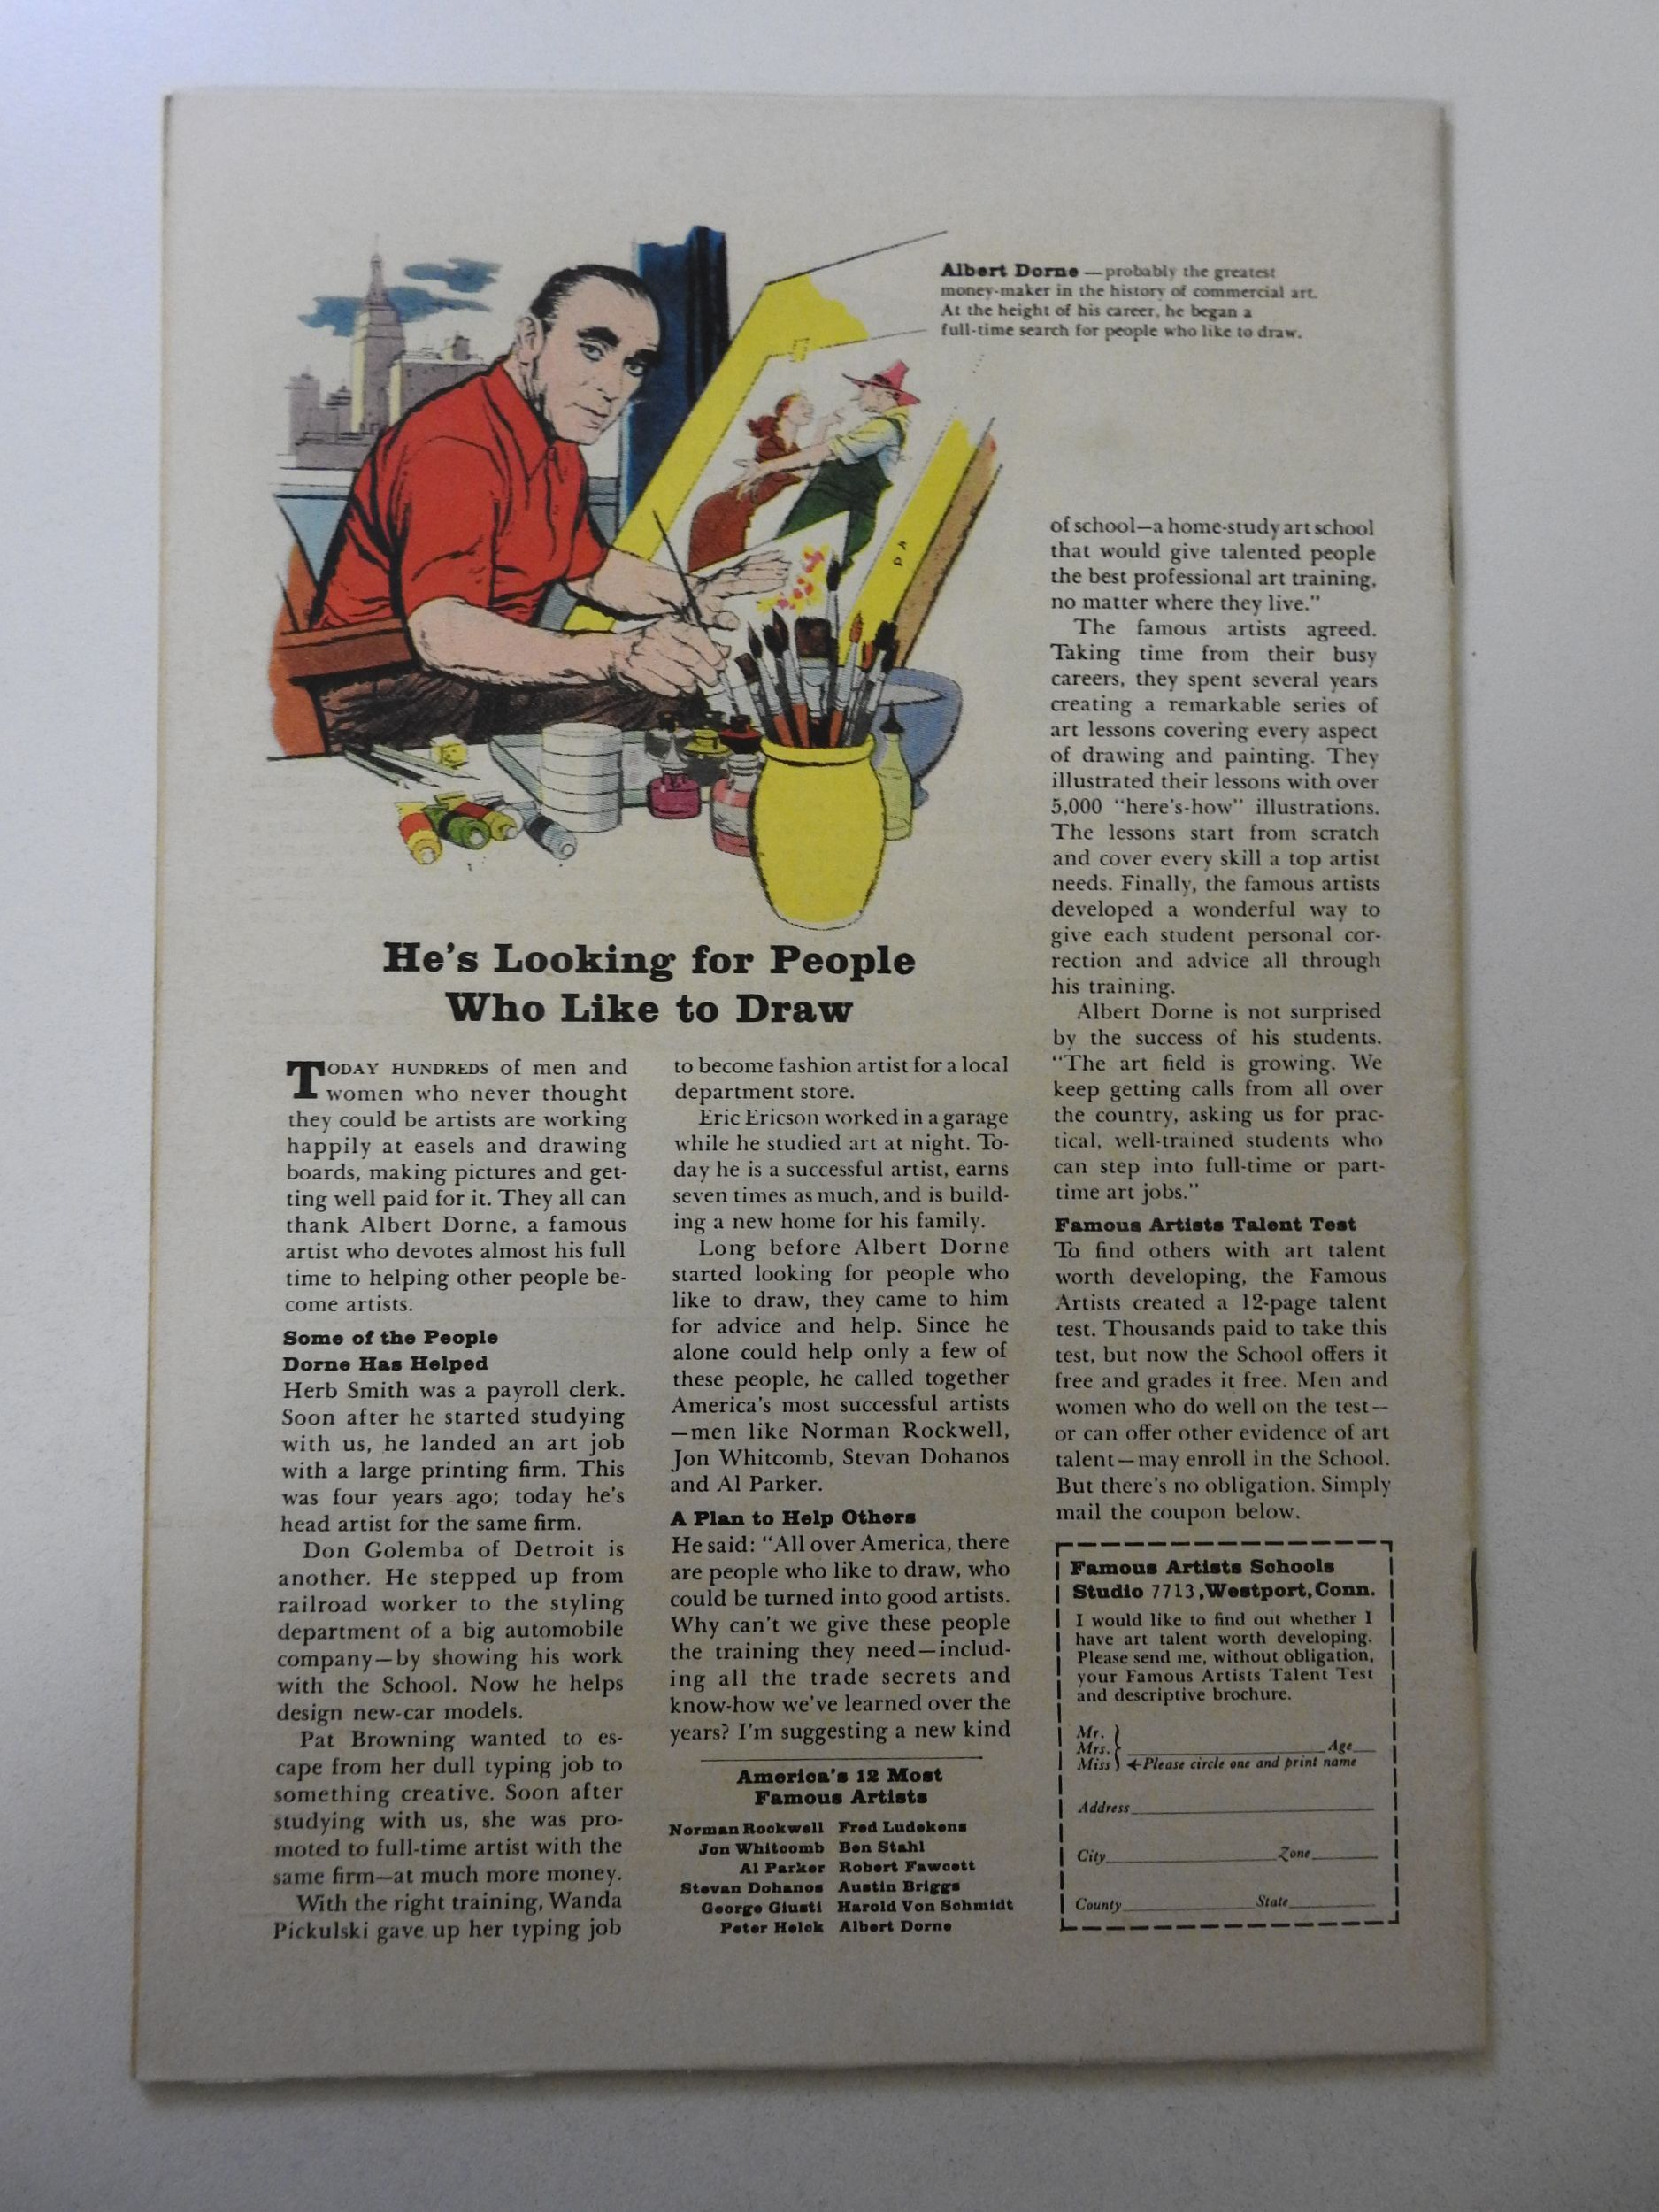 Albert Dorne — probably the greatest
money-maker in the history of commercial art.
At the height of his career, he began a
full-time search for people who like to draw.
He's Looking for People
Who Like to Draw
TODAY HUNDREDS of men and
women who never thought
they could be artists are working
happily at easels and drawing
boards, making pictures and get-
ting well paid for it. They all can
thank Albert Dorne, a famous
artist who devotes almost his full
time to helping other people be-
come artists.
Some of the People
Dorne Has Helped
Herb Smith was a payroll clerk.
Soon after he started studying
with us, he landed an art job
with a large printing firm. This
was four years ago; today he's
head artist for the same firm.
Don Golemba of Detroit is
another. He stepped up from
railroad worker to the styling
department of a big automobile
company—by showing his work
with the School. Now he helps
design new-car models.
Pat Browning wanted to es-
cape from her dull typing job to
something creative. Soon after
studying with us, she was pro-
moted to full-time artist with the
same firm—at much more money.
With the right training, Wanda
Pickulski gave up her typing job
to become fashion artist for a local
department store.
Eric Ericson worked in a garage
while he studied art at night. To-
day he is a successful artist, earns
seven times as much, and is build-
ing a new home for his family.
Long before Albert Dorne
started looking for people who
like to draw, they came to him
for advice and help. Since he
alone could help only a few of
these people, he called together
America's most successful artists
—men like Norman Rockwell,
Jon Whitcomb, Stevan Dohanos
and Al Parker.
A Plan to Help Others
He said: "All over America, there
are people who like to draw, who
could be turned into good artists.
Why can't we give these people
the training they need—includ-
ing all the trade secrets and
know-how we've learned over the
years? I'm suggesting a new kind
America's 12 Most
Famous Artists
Norman Rockwell Fred Ludekens
Jon Whitcomb Ben Stahl
Al Parker Robert Fawcett
Stevan Dohanos Austin Briggs
George Giusti Harold Von Schmidt
Peter Helck Albert Dorne
of school—a home-study art school
that would give talented people
the best professional art training,
no matter where they live."
The famous artists agreed.
Taking time from their busy
careers, they spent several years
creating a remarkable series of
art lessons covering every aspect
of drawing and painting. They
illustrated their lessons with over
5,000 "here's-how" illustrations.
The lessons start from scratch
and cover every skill a top artist
needs. Finally, the famous artists
developed a wonderful way to
give each student personal cor-
rection and advice all through
his training.
Albert Dorne is not surprised
by the success of his students.
"The art field is growing. We
keep getting calls from all over
the country, asking us for prac-
tical, well-trained students who
can step into full-time or part-
time art jobs."
Famous Artists Talent Test
To find others with art talent
worth developing, the Famous
Artists created a 12-page talent
test. Thousands paid to take this
test, but now the School offers it
free and grades it free. Men and
women who do well on the test—
or can offer other evidence of art
talent—may enroll in the School.
But there's no obligation. Simply
mail the coupon below.
Famous Artists Schools
Studio 7713, Westport, Conn.
I would like to find out whether I
have art talent worth developing.
Please send me, without obligation,
your Famous Artists Talent Test
and descriptive brochure.
Mr.
Mrs. Age
Miss ←Please circle one and print name
Address
City Zone
County State